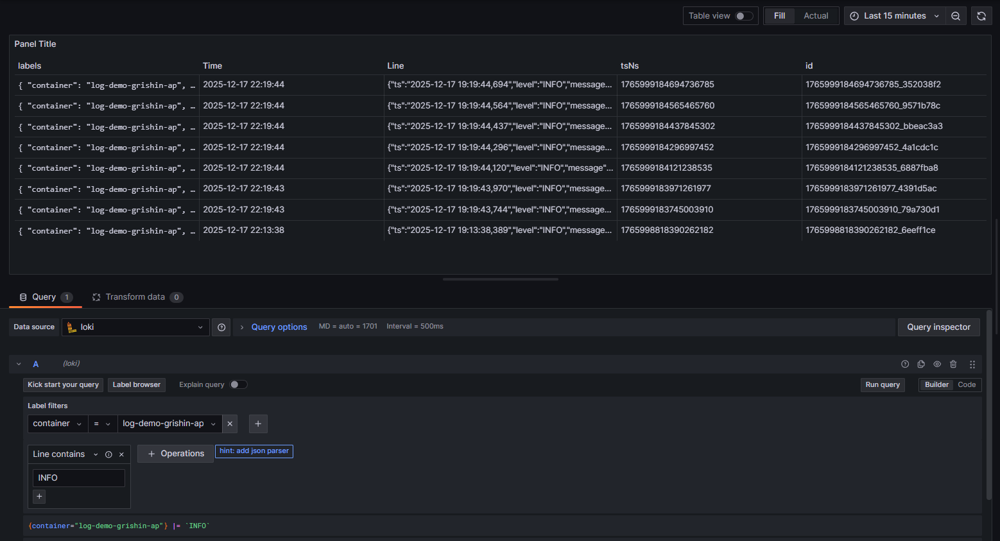 Table view Fill Actual Last 15 minutes
Panel Title
labels Time Line tsNs id
{ "container": "log-demo-grishin-ap", … 2025-12-17 22:19:44 {"ts":"2025-12-17 19:19:44,694","level":"INFO","message... 1765999184694736785 1765999184694736785_352038f2
{ "container": "log-demo-grishin-ap", … 2025-12-17 22:19:44 {"ts":"2025-12-17 19:19:44,564","level":"INFO","message... 1765999184565465760 1765999184565465760_9571b78c
{ "container": "log-demo-grishin-ap", … 2025-12-17 22:19:44 {"ts":"2025-12-17 19:19:44,437","level":"INFO","message... 1765999184437845302 1765999184437845302_bbeac3a3
{ "container": "log-demo-grishin-ap", … 2025-12-17 22:19:44 {"ts":"2025-12-17 19:19:44,296","level":"INFO","message... 1765999184296997452 1765999184296997452_4a1cdc1c
{ "container": "log-demo-grishin-ap", … 2025-12-17 22:19:44 {"ts":"2025-12-17 19:19:44,120","level":"INFO","message"... 1765999184121238535 1765999184121238535_6887fba8
{ "container": "log-demo-grishin-ap", … 2025-12-17 22:19:43 {"ts":"2025-12-17 19:19:43,970","level":"INFO","message... 1765999183971261977 1765999183971261977_4391d5ac
{ "container": "log-demo-grishin-ap", … 2025-12-17 22:19:43 {"ts":"2025-12-17 19:19:43,744","level":"INFO","message... 1765999183745003910 1765999183745003910_79a730d1
{ "container": "log-demo-grishin-ap", … 2025-12-17 22:13:38 {"ts":"2025-12-17 19:13:38,389","level":"INFO","message... 1765998818390262182 1765998818390262182_6eeff1ce
Query 1 Transform data 0
Data source loki Query options MD = auto = 1701 Interval = 500ms Query inspector
A (loki)
Kick start your query Label browser Explain query Run query Builder Code
Label filters
container = log-demo-grishin-ap
Line contains Operations hint: add json parser
INFO
{container="log-demo-grishin-ap"} |= `INFO`